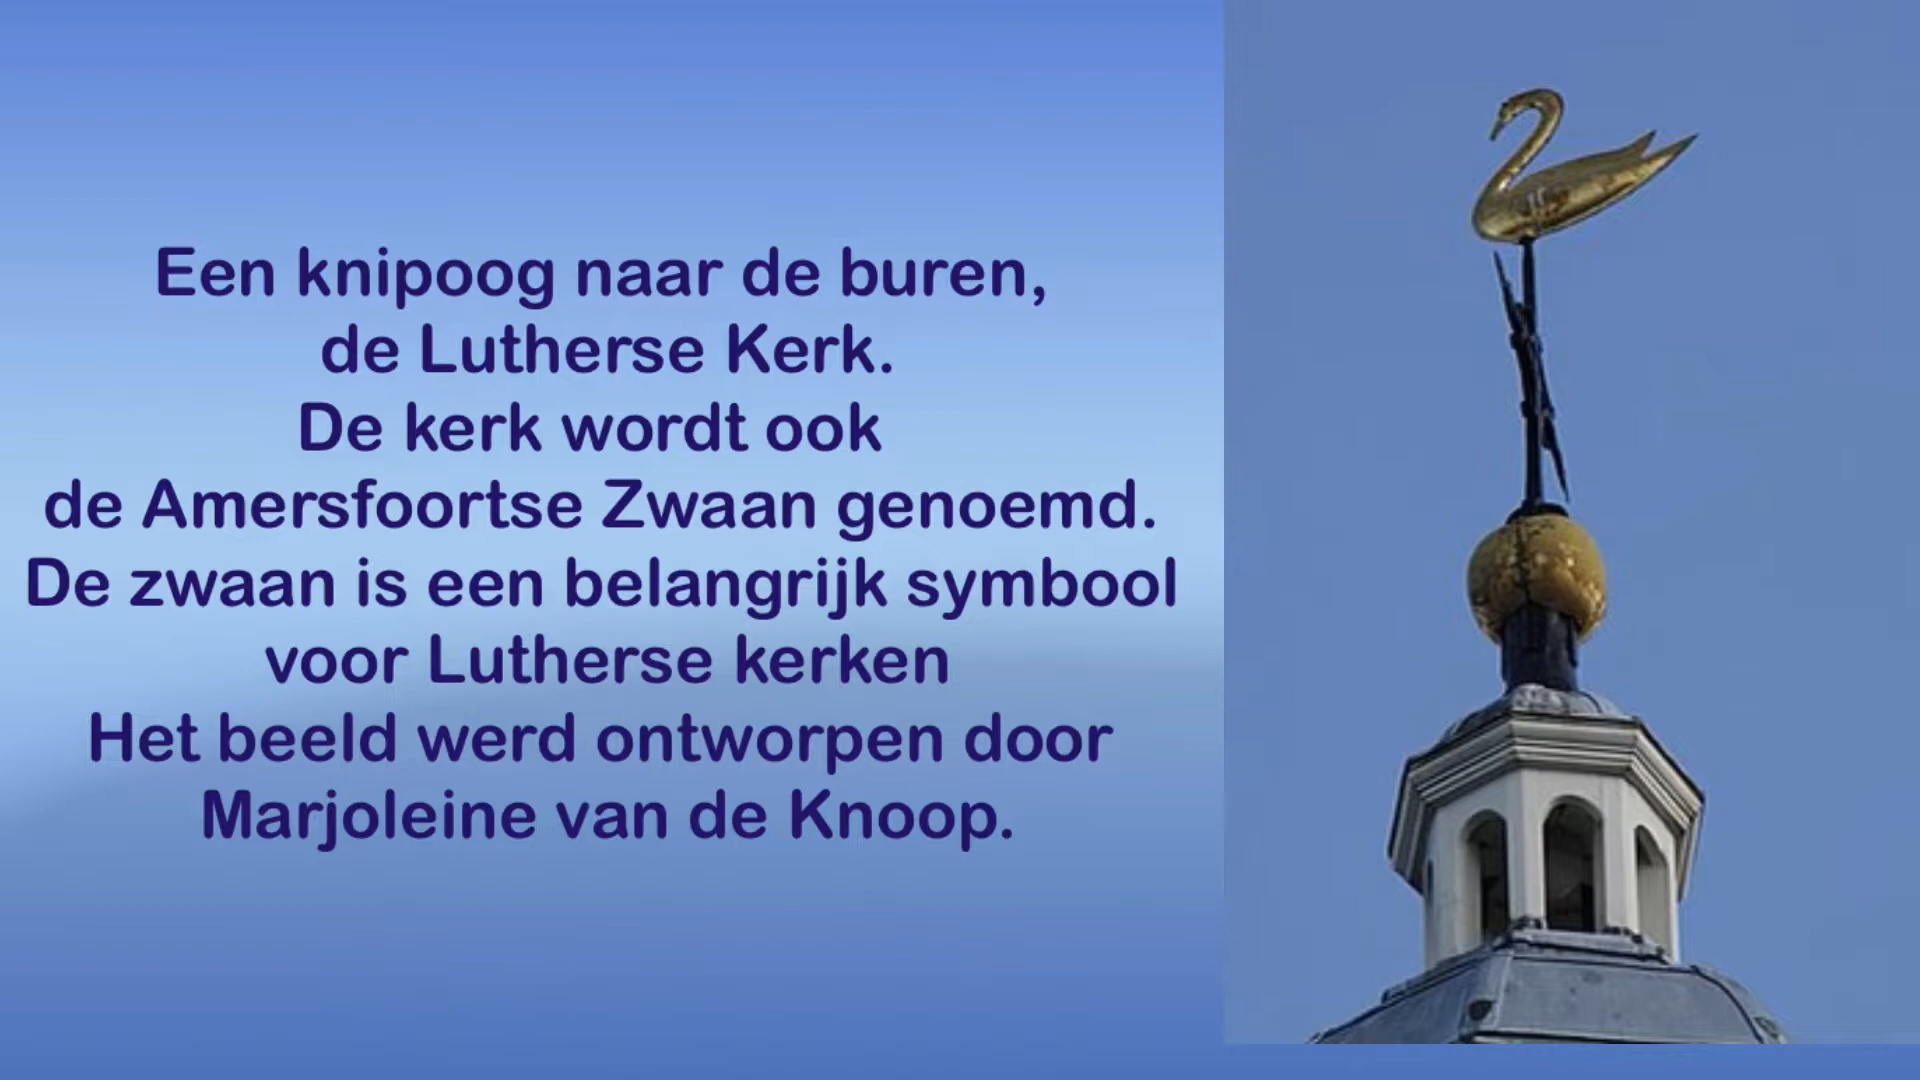 Een knipoog naar de buren,
de Lutherse Kerk.
De kerk wordt ook
de Amersfoortse Zwaan genoemd.
De zwaan is een belangrijk symbool
voor Lutherse kerken
Het beeld werd ontworpen door
Marjoleine van de Knoop.